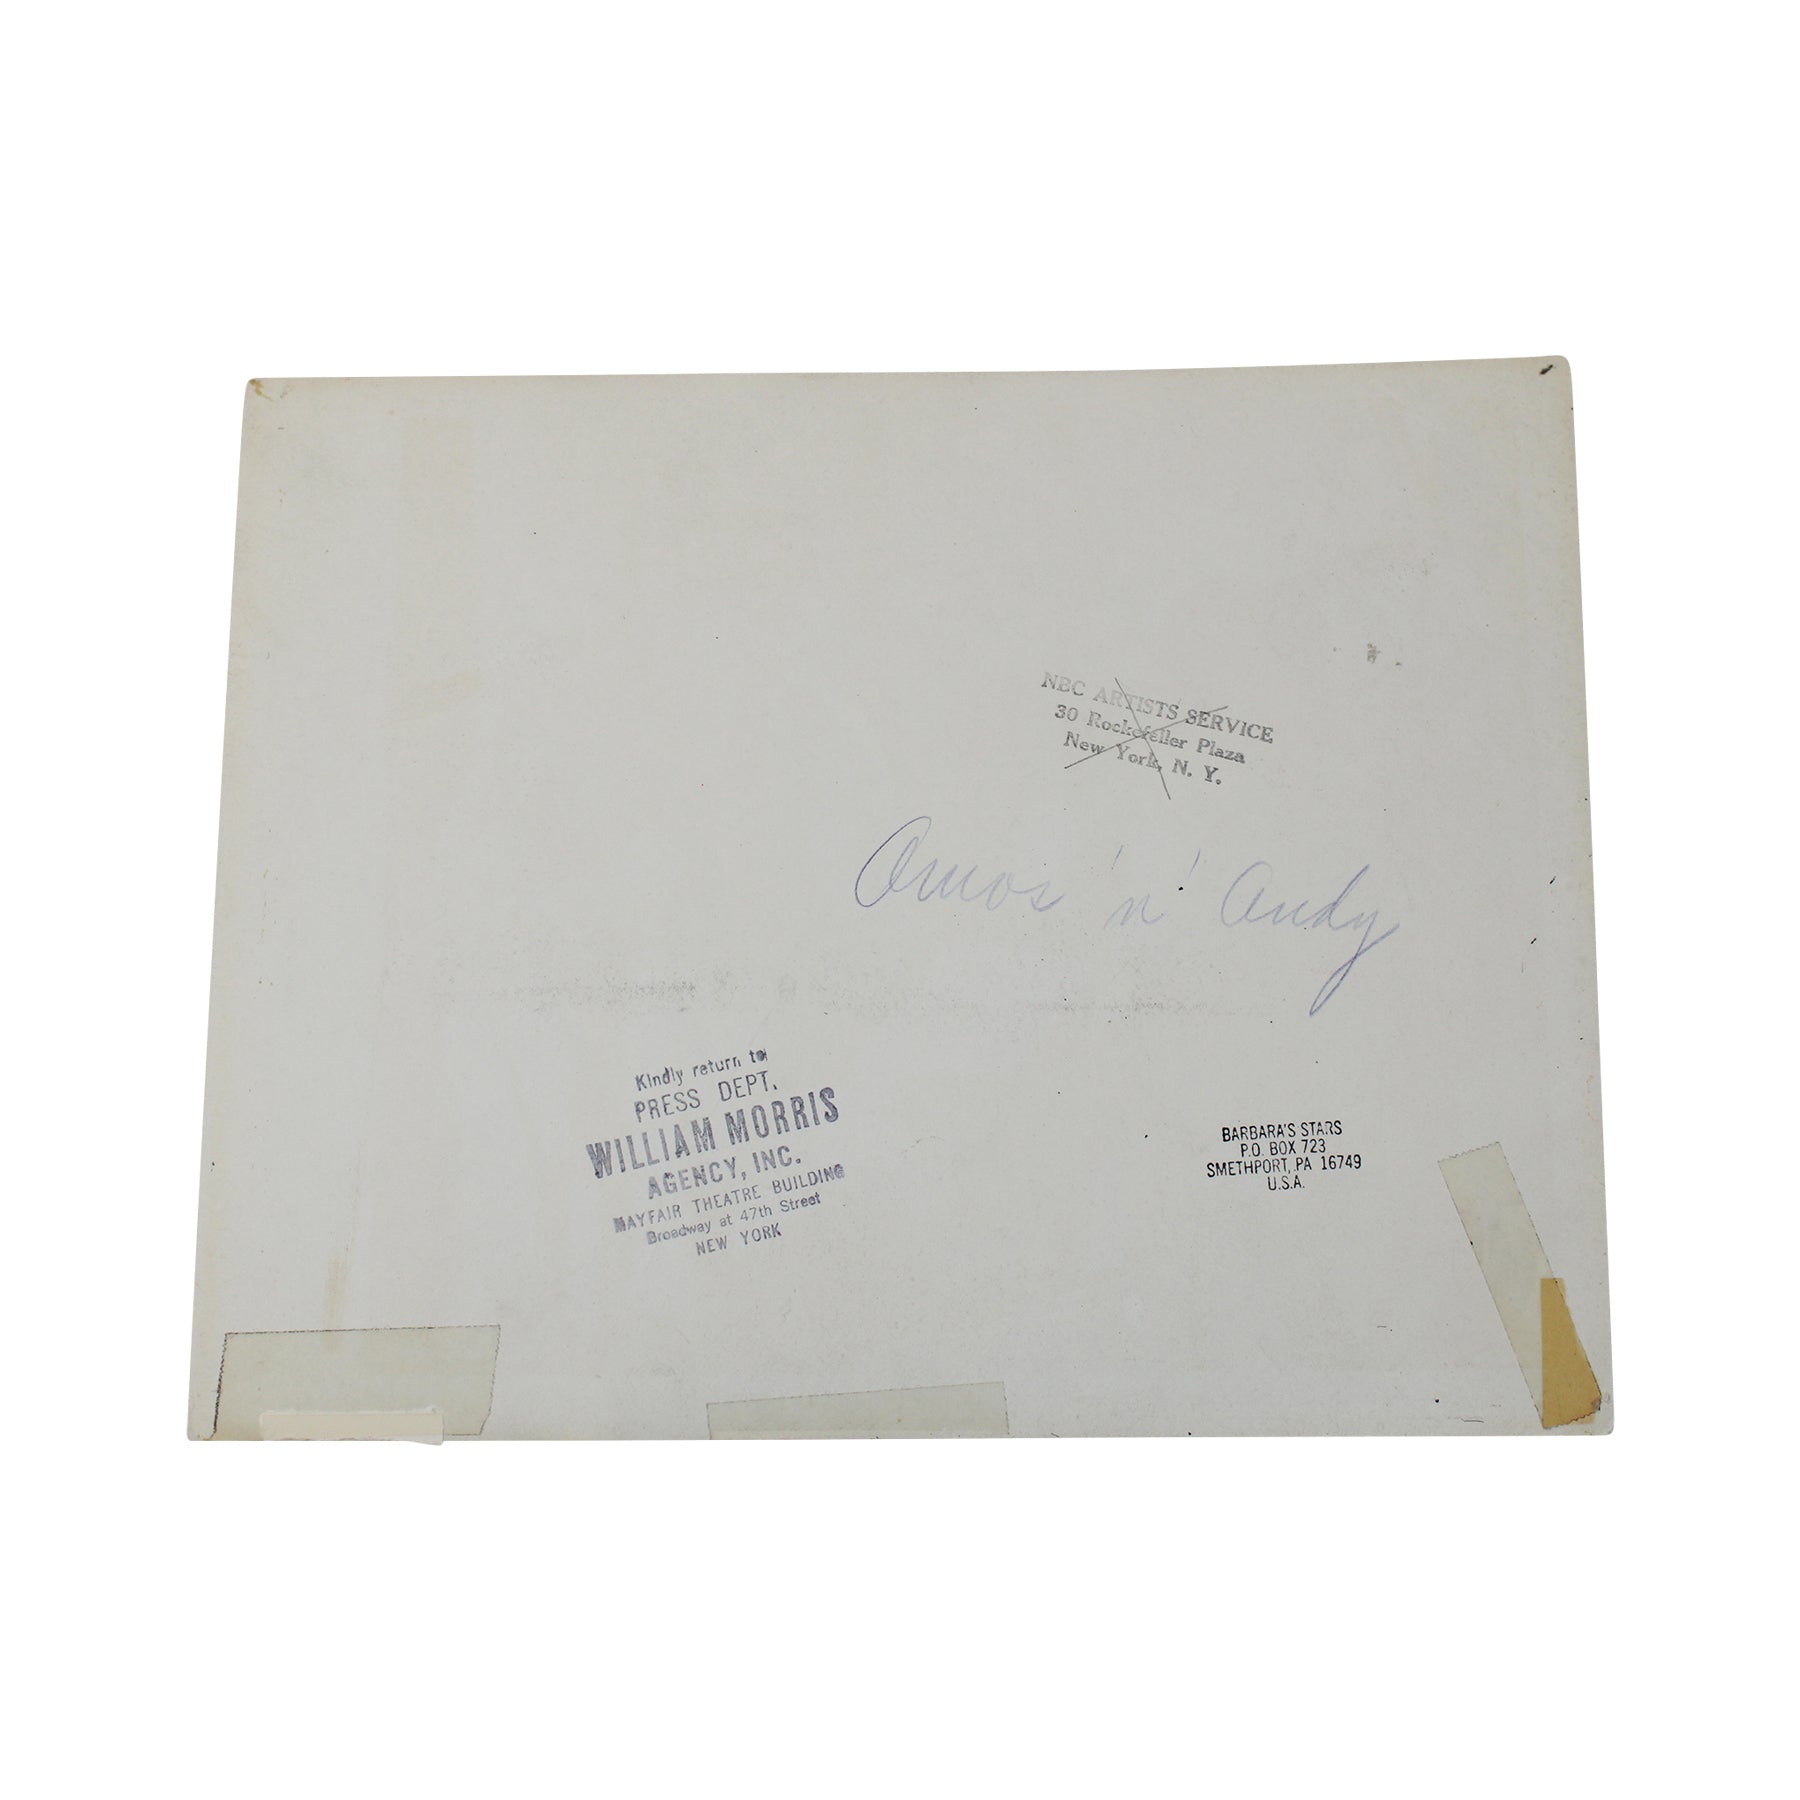 NBC ARTISTS SERVICE
30 Rockefeller Plaza
New York, N. Y.
Amos 'n' Andy
Kindly return to
PRESS DEPT.
WILLIAM MORRIS
AGENCY, INC.
MAYFAIR THEATRE BUILDING
Broadway at 47th Street
NEW YORK
BARBARA'S STARS
P.O. BOX 723
SMETHPORT, PA 16749
U.S.A.